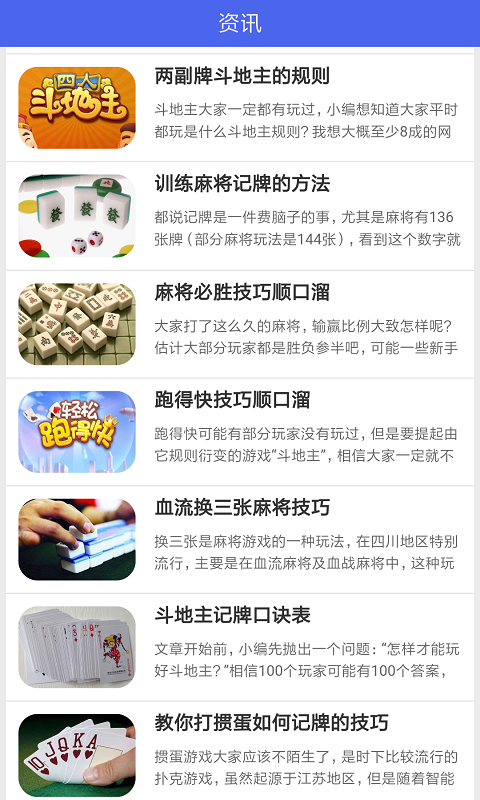 资讯
四人
斗地主
两副牌斗地主的规则
斗地主大家一定都有玩过，小编想知道大家平时
都玩是什么斗地主规则？我想大概至少8成的网
發 發 發
训练麻将记牌的方法
都说记牌是一件费脑子的事，尤其是麻将有136
张牌（部分麻将玩法是144张），看到这个数字就
麻将必胜技巧顺口溜
大家打了这么久的麻将，输赢比例大致怎样呢？
估计大部分玩家都是胜负参半吧，可能一些新手
轻松
跑得快
跑得快技巧顺口溜
跑得快可能有部分玩家没有玩过，但是要提起由
它规则衍变的游戏“斗地主”，相信大家一定就不
血流换三张麻将技巧
换三张是麻将游戏的一种玩法，在四川地区特别
流行，主要是在血流麻将及血战麻将中，这种玩
斗地主记牌口诀表
文章开始前，小编先抛出一个问题：“怎样才能玩
好斗地主？”相信100个玩家可能有100个答案，
10 J Q K A
教你打掼蛋如何记牌的技巧
掼蛋游戏大家应该不陌生了，是时下比较流行的
扑克游戏，虽然起源于江苏地区，但是随着智能